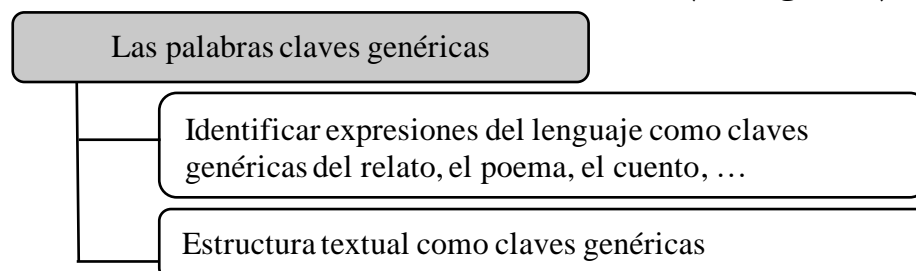 Las palabras claves genéricas
Identificar expresiones del lenguaje como claves
genéricas del relato, el poema, el cuento, …
Estructura textual como claves genéricas